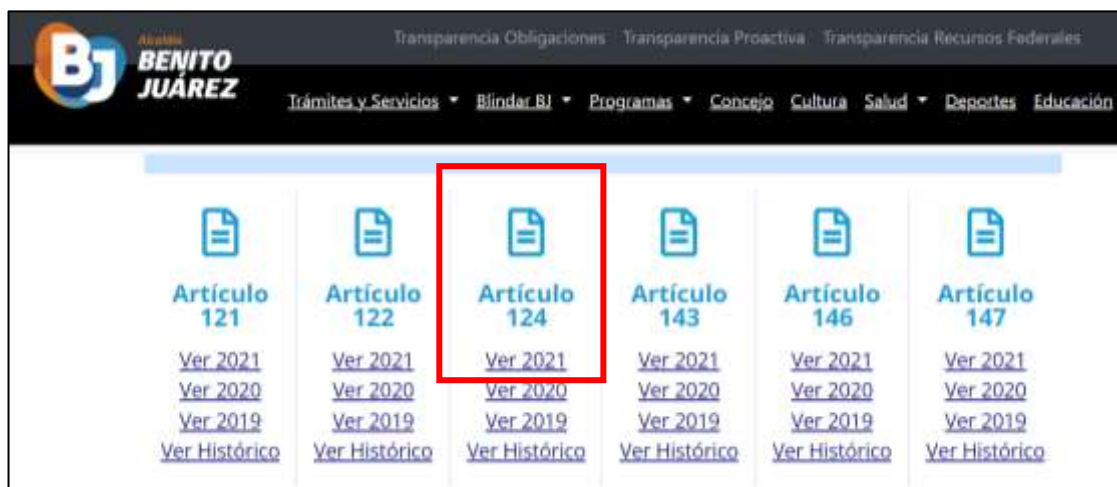 Transparencia Obligaciones Transparencia Proactiva Transparencia Recursos Federales
BJ
Alcaldía
BENITO
JUÁREZ
Trámites y Servicios Blindar BJ Programas Concejo Cultura Salud Deportes Educación
Artículo 121 Artículo 122 Artículo 124 Artículo 143 Artículo 146 Artículo 147
Ver 2021 Ver 2021 Ver 2021 Ver 2021 Ver 2021 Ver 2021
Ver 2020 Ver 2020 Ver 2020 Ver 2020 Ver 2020 Ver 2020
Ver 2019 Ver 2019 Ver 2019 Ver 2019 Ver 2019 Ver 2019
Ver Histórico Ver Histórico Ver Histórico Ver Histórico Ver Histórico Ver Histórico